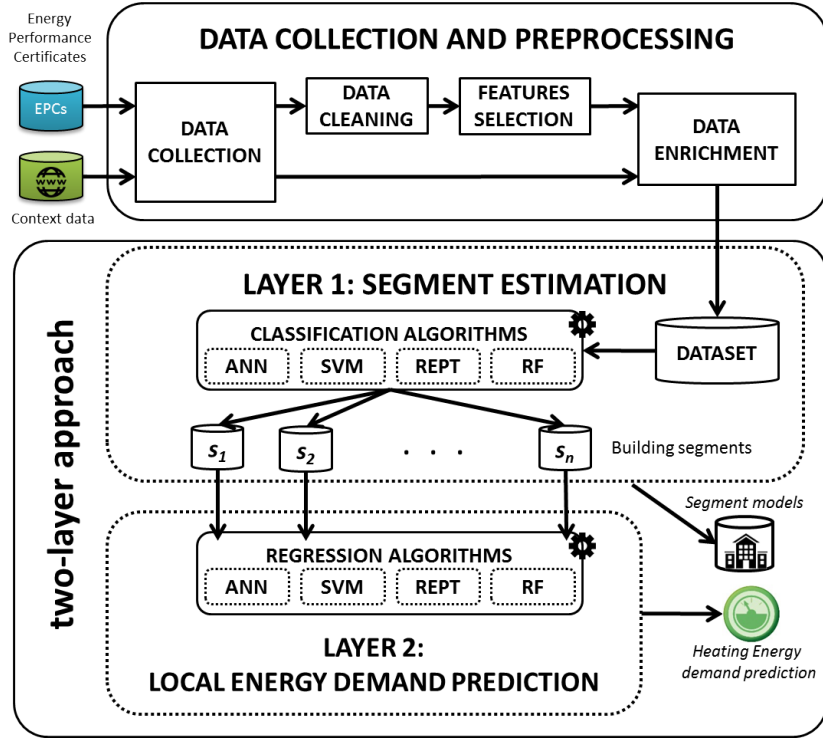 Energy
Performance
Certificates
DATA COLLECTION AND PREPROCESSING
EPCs
DATA
COLLECTION
DATA
CLEANING
FEATURES
SELECTION
DATA
ENRICHMENT
www
Context data
two-layer approach
LAYER 1: SEGMENT ESTIMATION
CLASSIFICATION ALGORITHMS
ANN
SVM
REPT
RF
DATASET
s1
s2
. . .
sn
Building segments
Segment models
REGRESSION ALGORITHMS
ANN
SVM
REPT
RF
LAYER 2:
LOCAL ENERGY DEMAND PREDICTION
Heating Energy
demand prediction